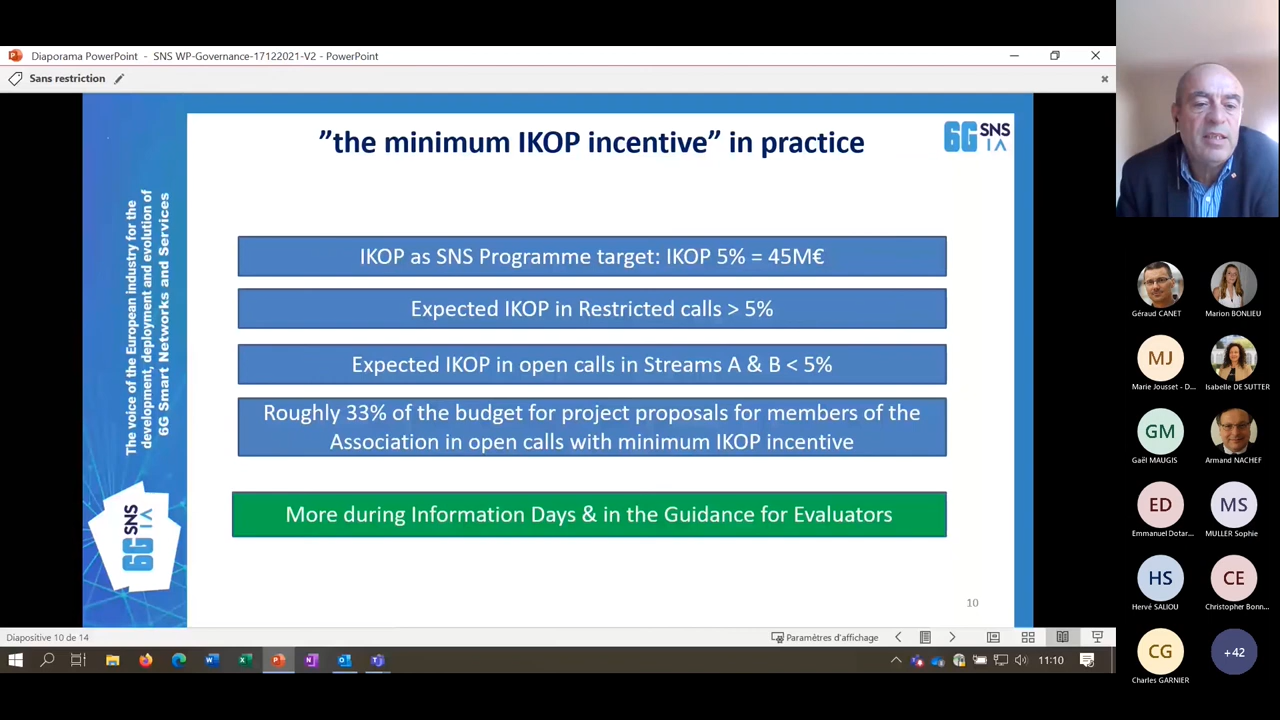 Diaporama PowerPoint - SNS WP-Governance-17122021-V2 - PowerPoint
Sans restriction
"the minimum IKOP incentive" in practice
6G SNS
IA
The voice of the European industry for the
development, deployment and evolution of
6G Smart Networks and Services
IKOP as SNS Programme target: IKOP 5% = 45M€
Expected IKOP in Restricted calls > 5%
Expected IKOP in open calls in Streams A & B < 5%
Roughly 33% of the budget for project proposals for members of the
Association in open calls with minimum IKOP incentive
More during Information Days & in the Guidance for Evaluators
6G SNS
IA
10
Diapositive 10 de 14
Paramètres d'affichage
11:10
Géraud CANET
Marion BONLIEU
MJ
Marie Jousset - D...
Isabelle DE SUTTER
GM
Gaël MAUGIS
Armand NACHEF
ED
Emmanuel Dotar...
MS
MULLER Sophie
HS
Hervé SALIOU
CE
Christopher Bonn...
CG
Charles GARNIER
+42